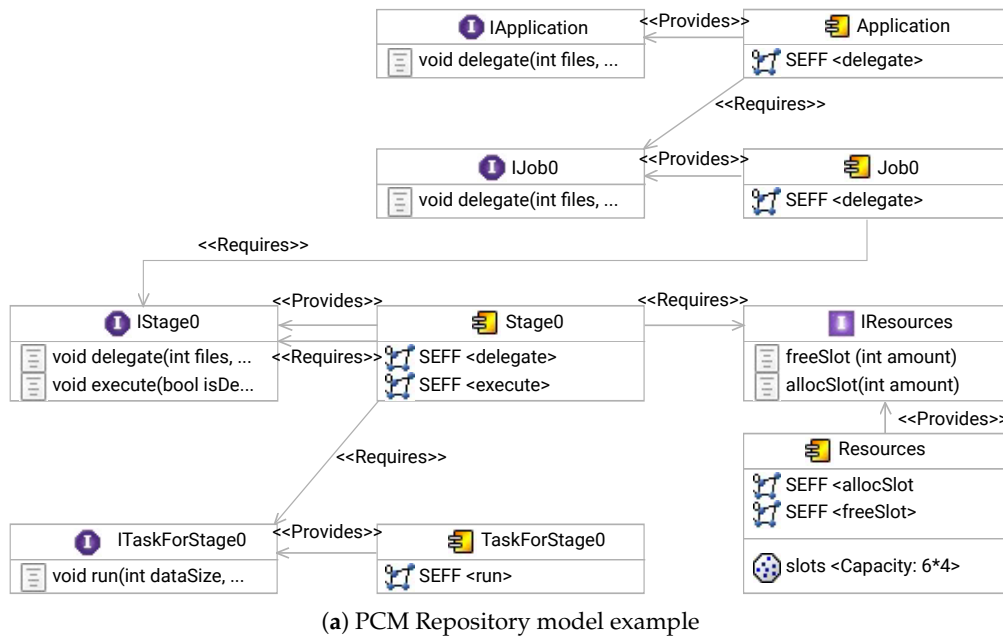 I IApplication
<<Provides>>
Application
void delegate(int files, ...
SEFF <delegate>
<<Requires>>
I IJob0
<<Provides>>
Job0
void delegate(int files, ...
SEFF <delegate>
<<Requires>>
I IStage0
<<Provides>>
Stage0
<<Requires>>
I IResources
void delegate(int files, ...
<<Requires>>
SEFF <delegate>
freeSlot (int amount)
void execute(bool isDe...
SEFF <execute>
allocSlot(int amount)
<<Provides>>
<<Requires>>
Resources
SEFF <allocSlot
SEFF <freeSlot>
I ITaskForStage0
<<Provides>>
TaskForStage0
void run(int dataSize, ...
SEFF <run>
slots <Capacity: 6*4>
(a) PCM Repository model example